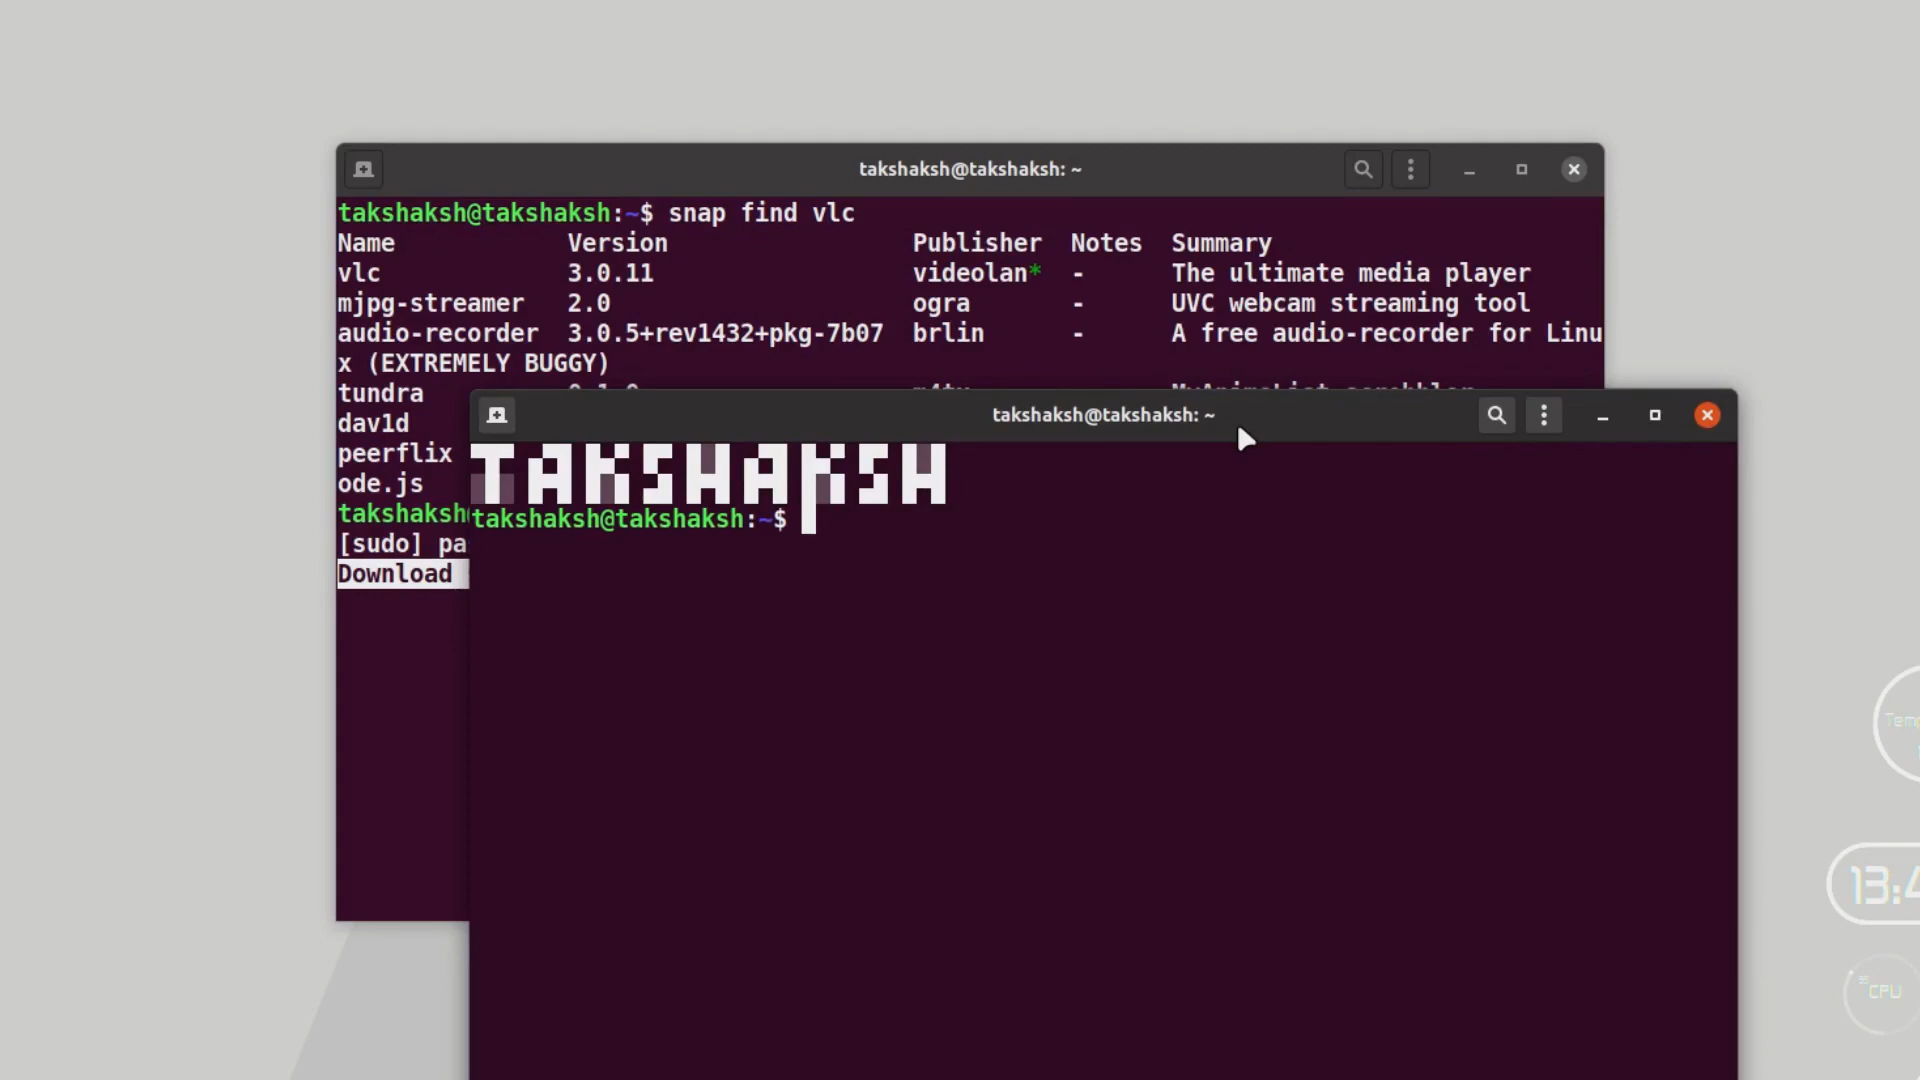 takshaksh@takshaksh: ~
takshaksh@takshaksh:~$ snap find vlc
Name Version Publisher Notes Summary
vlc 3.0.11 videolan* - The ultimate media player
mjpg-streamer 2.0 ogra - UVC webcam streaming tool
audio-recorder 3.0.5+rev1432+pkg-7b07 brlin - A free audio-recorder for Linu
x (EXTREMELY BUGGY)
tundra
dav1d
peerflix
ode.js
takshaksh
[sudo] pa
Download
takshaksh@takshaksh: ~
TAKSHAKSH
takshaksh@takshaksh:~$
Temp
13:4
CPU